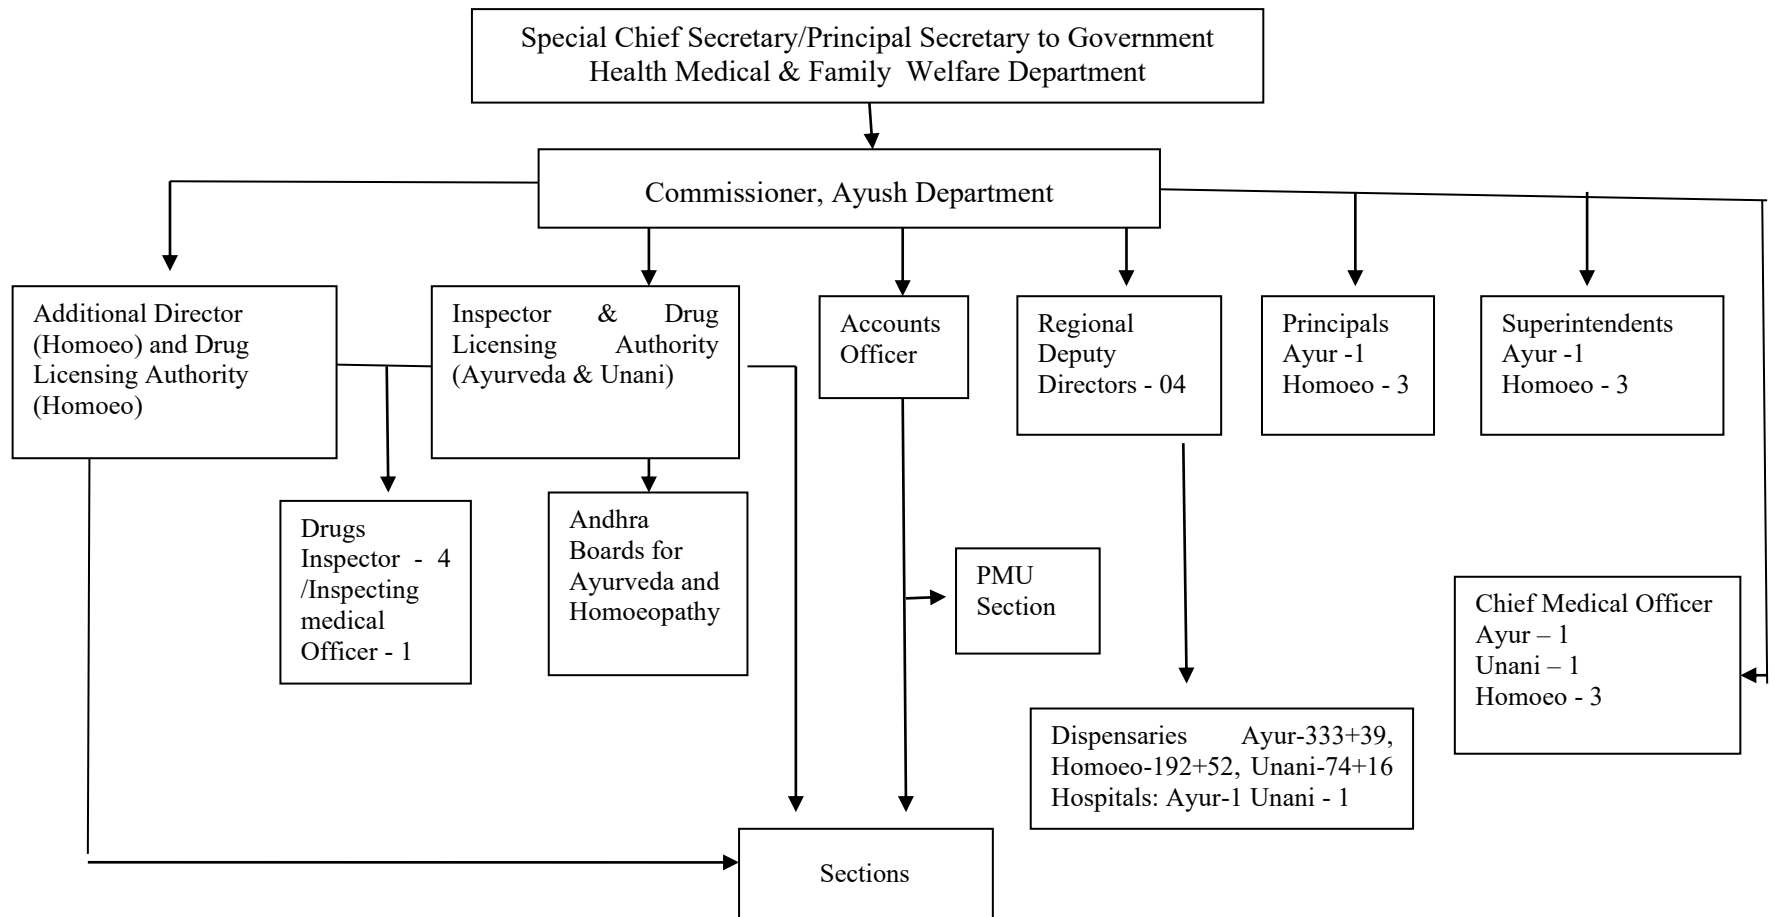 Special Chief Secretary/Principal Secretary to Government
Health Medical & Family Welfare Department
Commissioner, Ayush Department
Additional Director
(Homoeo) and Drug
Licensing Authority
(Homoeo)
Inspector & Drug
Licensing Authority
(Ayurveda & Unani)
Accounts
Officer
Regional
Deputy
Directors - 04
Principals
Ayur -1
Homoeo - 3
Superintendents
Ayur -1
Homoeo - 3
Drugs
Inspector - 4
/Inspecting
medical
Officer - 1
Andhra
Boards for
Ayurveda and
Homoeopathy
PMU
Section
Chief Medical Officer
Ayur – 1
Unani – 1
Homoeo - 3
Dispensaries Ayur-333+39,
Homoeo-192+52, Unani-74+16
Hospitals: Ayur-1 Unani - 1
Sections